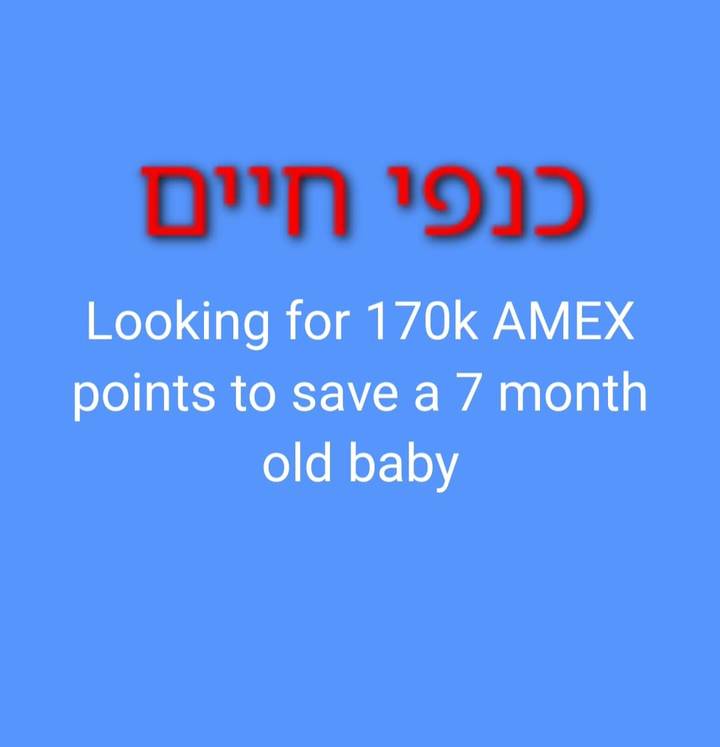 כנפי חיים
Looking for 170k AMEX
points to save a 7 month
old baby